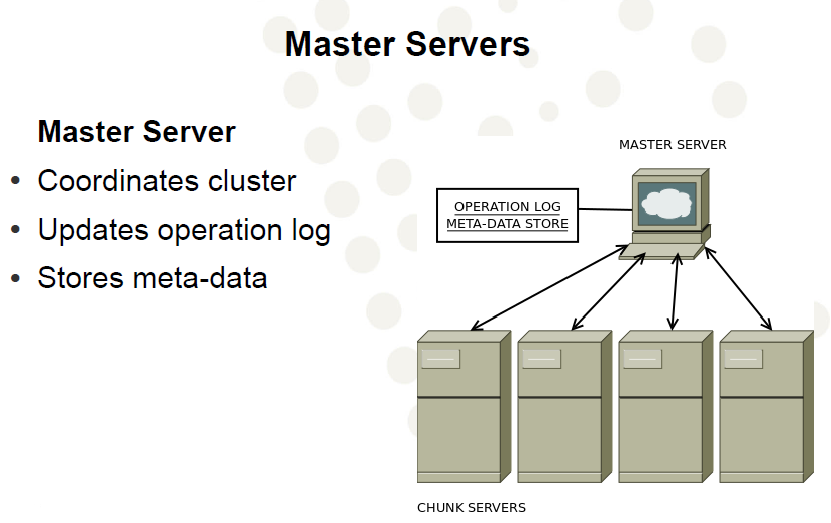 Master Servers
Master Server
• Coordinates cluster
• Updates operation log
• Stores meta-data
MASTER SERVER
OPERATION LOG
META-DATA STORE
CHUNK SERVERS